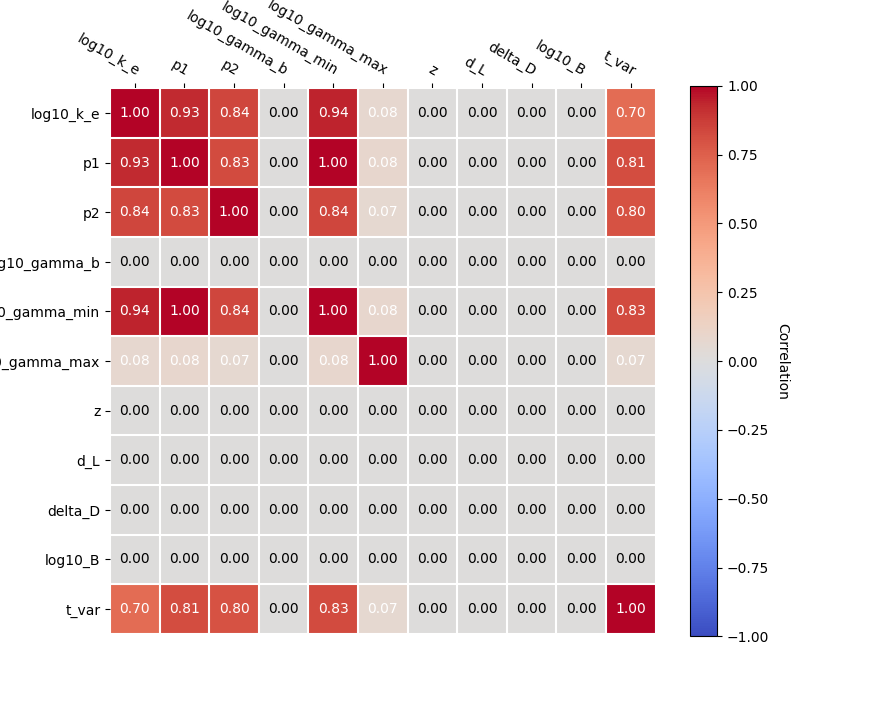 log10_k_e p1 p2 log10_gamma_b log10_gamma_min log10_gamma_max z d_L delta_D log10_B t_var
log10_k_e 1.00 0.93 0.84 0.00 0.94 0.08 0.00 0.00 0.00 0.00 0.70
p1 0.93 1.00 0.83 0.00 1.00 0.08 0.00 0.00 0.00 0.00 0.81
p2 0.84 0.83 1.00 0.00 0.84 0.07 0.00 0.00 0.00 0.00 0.80
g10_gamma_b 0.00 0.00 0.00 0.00 0.00 0.00 0.00 0.00 0.00 0.00 0.00
0_gamma_min 0.94 1.00 0.84 0.00 1.00 0.08 0.00 0.00 0.00 0.00 0.83
0_gamma_max 0.08 0.08 0.07 0.00 0.08 1.00 0.00 0.00 0.00 0.00 0.07
z 0.00 0.00 0.00 0.00 0.00 0.00 0.00 0.00 0.00 0.00 0.00
d_L 0.00 0.00 0.00 0.00 0.00 0.00 0.00 0.00 0.00 0.00 0.00
delta_D 0.00 0.00 0.00 0.00 0.00 0.00 0.00 0.00 0.00 0.00 0.00
log10_B 0.00 0.00 0.00 0.00 0.00 0.00 0.00 0.00 0.00 0.00 0.00
t_var 0.70 0.81 0.80 0.00 0.83 0.07 0.00 0.00 0.00 0.00 1.00
1.00
0.75
0.50
0.25
0.00
−0.25
−0.50
−0.75
−1.00
Correlation